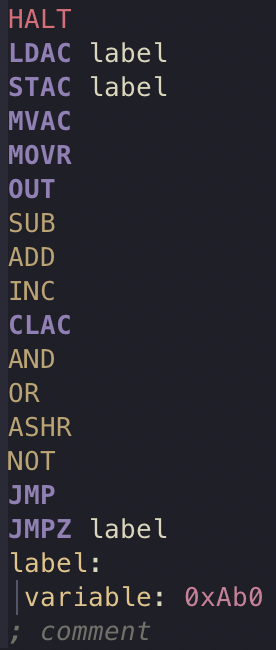 HALT
LDAC label
STAC label
MVAC
MOVR
OUT
SUB
ADD
INC
CLAC
AND
OR
ASHR
NOT
JMP
JMPZ label
label:
variable: 0xAb0
; comment